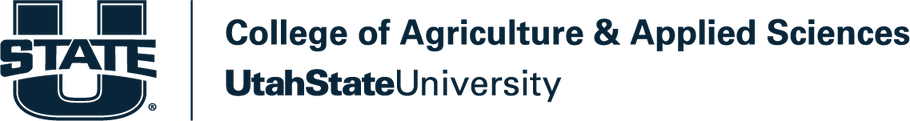 U
STATE
®
College of Agriculture & Applied Sciences
UtahStateUniversity